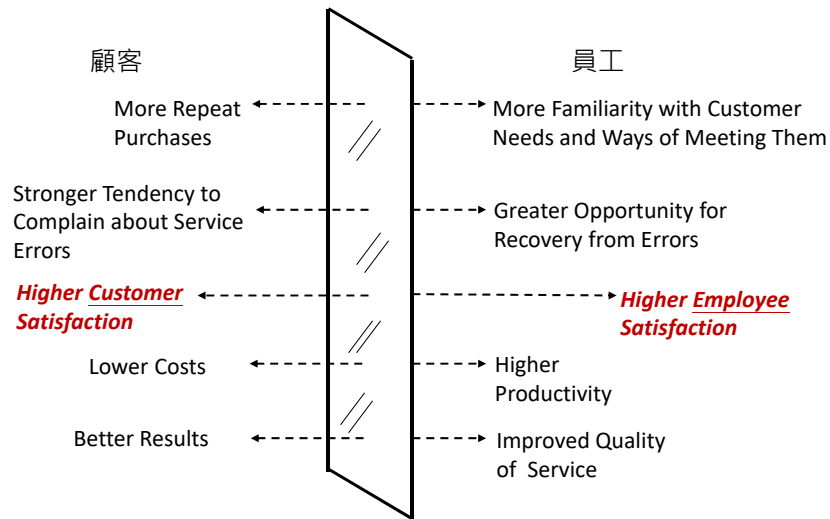 顧客
員工
More Repeat
Purchases
More Familiarity with Customer
Needs and Ways of Meeting Them
Stronger Tendency to
Complain about Service
Errors
Greater Opportunity for
Recovery from Errors
Higher Customer
Satisfaction
Higher Employee
Satisfaction
Lower Costs
Higher
Productivity
Better Results
Improved Quality
of Service